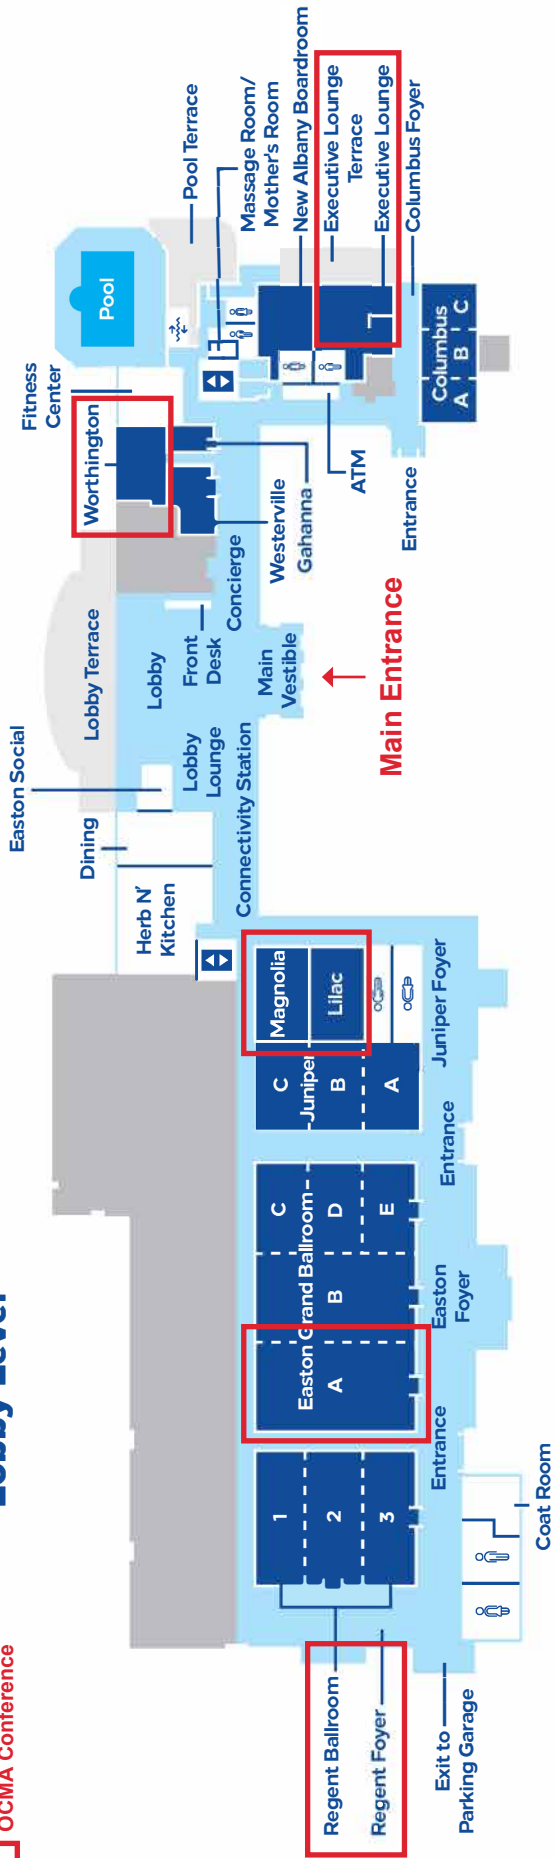 Lobby Level
OCMA Conference
Easton Social
Fitness
Center
Dining
Lobby Terrace
Worthington
Pool
Herb N'
Kitchen
Lobby
Pool Terrace
Front
Desk
Lobby
Lounge
Concierge
Connectivity Station
Main
Vestible
Westerville
Gahanna
Massage Room/
Mother's Room
New Albany Boardroom
Executive Lounge
Terrace
Executive Lounge
Columbus Foyer
ATM
Entrance
Columbus
A
B
C
Main Entrance
Magnolia
Lilac
Juniper
C
B
A
Juniper Foyer
Entrance
Easton Grand Ballroom
A
B
C
D
E
Easton
Foyer
Entrance
1
2
3
Regent Ballroom
Regent Foyer
Exit to
Parking Garage
Coat Room